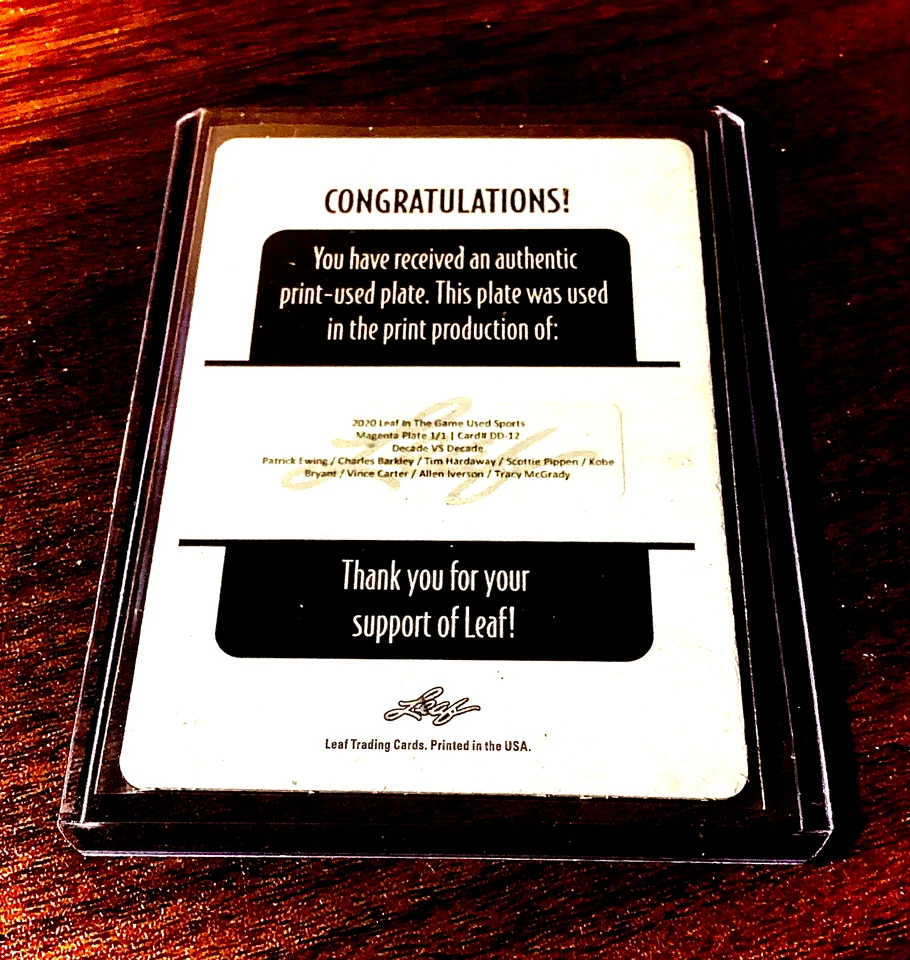 CONGRATULATIONS!
You have received an authentic
print-used plate. This plate was used
in the print production of:
2020 Leaf In The Game Used Sports
Magenta Plate 1/1 | Card# DD-12
Decade VS Decade
Patrick Ewing / Charles Barkley / Tim Hardaway / Scottie Pippen / Kobe
Bryant / Vince Carter / Allen Iverson / Tracy McGrady
Leaf
Thank you for your
support of Leaf!
Leaf
Leaf Trading Cards. Printed in the USA.